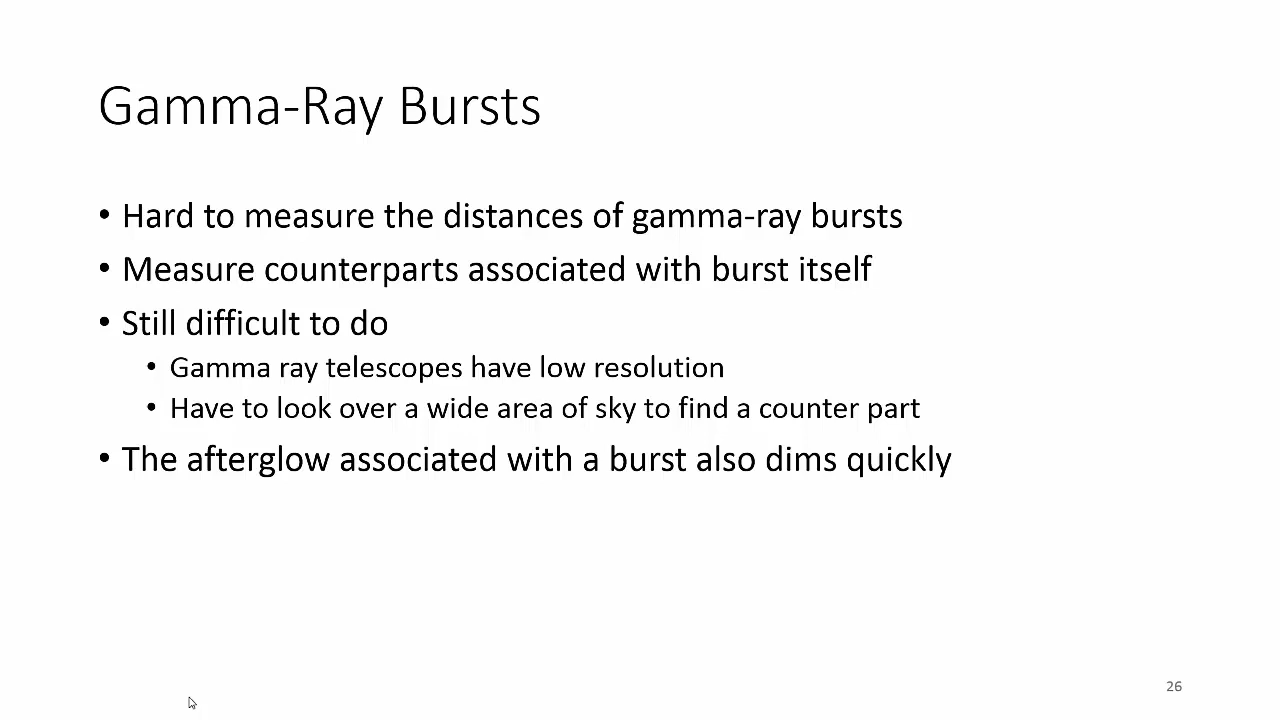 Gamma-Ray Bursts
• Hard to measure the distances of gamma-ray bursts
• Measure counterparts associated with burst itself
• Still difficult to do
• Gamma ray telescopes have low resolution
• Have to look over a wide area of sky to find a counter part
• The afterglow associated with a burst also dims quickly
26